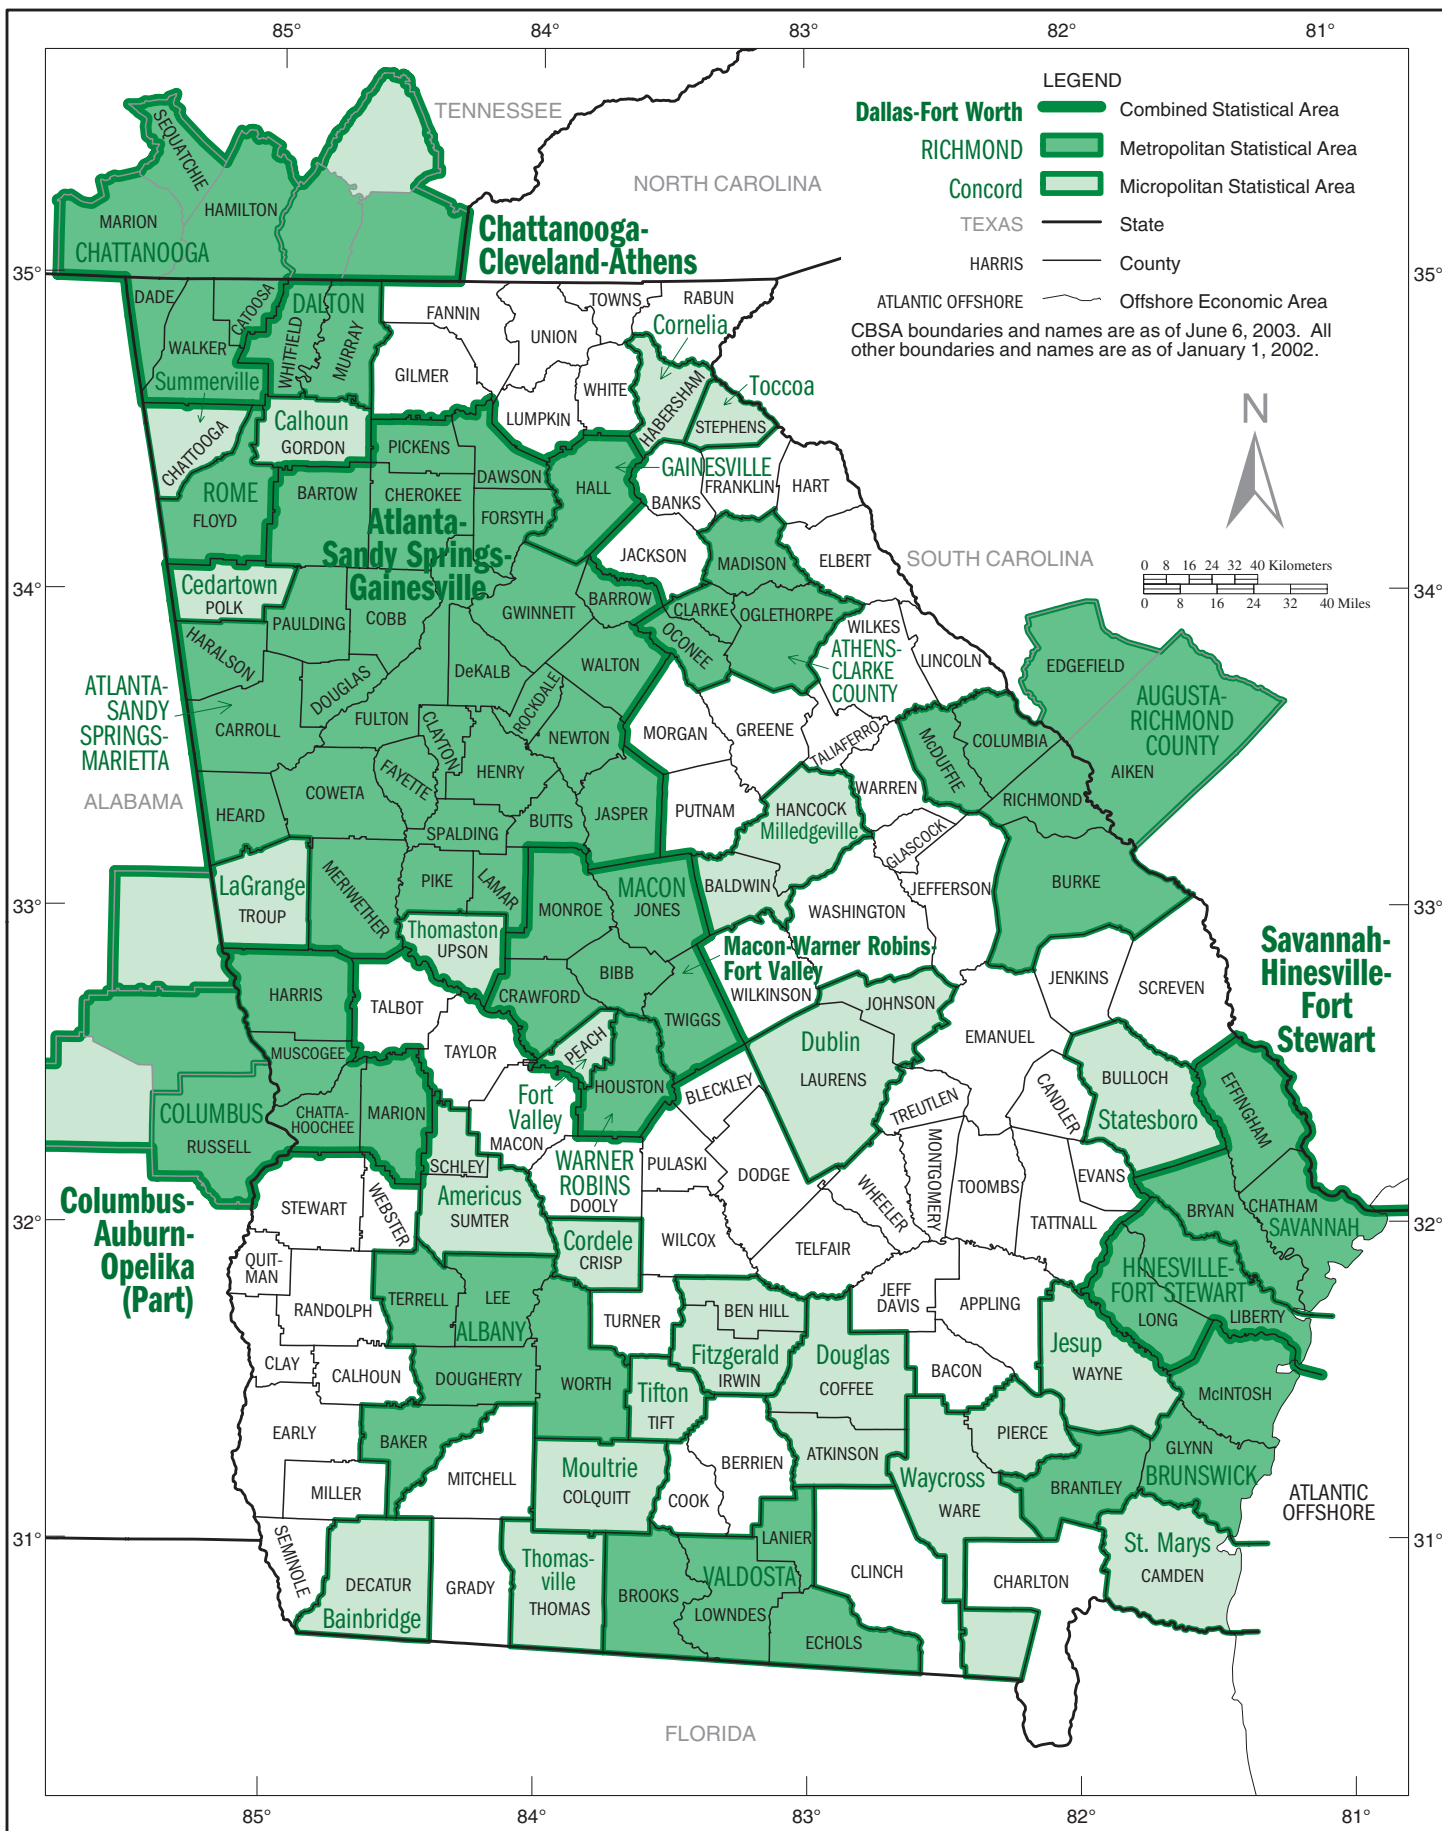 85°
84°
83°
82°
81°
LEGEND
Dallas-Fort Worth
Combined Statistical Area
RICHMOND
Metropolitan Statistical Area
Concord
Micropolitan Statistical Area
TEXAS
State
HARRIS
County
ATLANTIC OFFSHORE
Offshore Economic Area
CBSA boundaries and names are as of June 6, 2003. All
other boundaries and names are as of January 1, 2002.
N
0 8 16 24 32 40 Kilometers
0 8 16 24 32 40 Miles
TENNESSEE
NORTH CAROLINA
SOUTH CAROLINA
ALABAMA
FLORIDA
ATLANTIC
OFFSHORE
35°
35°
34°
34°
33°
33°
32°
32°
31°
31°
SEQUATCHIE
MARION
HAMILTON
CHATTANOOGA
Chattanooga-
Cleveland-Athens
DADE
CATOOSA
WALKER
DALTON
WHITFIELD
MURRAY
FANNIN
TOWNS
RABUN
UNION
GILMER
WHITE
LUMPKIN
Cornelia
HABERSHAM
Toccoa
STEPHENS
Summerville
CHATTOOGA
Calhoun
GORDON
PICKENS
DAWSON
GAINESVILLE
HALL
BANKS
FRANKLIN
HART
ROME
FLOYD
BARTOW
CHEROKEE
FORSYTH
Atlanta-
Sandy Springs-
Gainesville
JACKSON
MADISON
ELBERT
Cedartown
POLK
PAULDING
COBB
GWINNETT
BARROW
CLARKE
OGLETHORPE
OCONEE
ATHENS-
CLARKE
COUNTY
WILKES
LINCOLN
HARALSON
DOUGLAS
DeKALB
WALTON
ROCKDALE
ATLANTA-
SANDY
SPRINGS-
MARIETTA
CARROLL
FULTON
CLAYTON
NEWTON
MORGAN
GREENE
TALIAFERRO
McDUFFIE
COLUMBIA
EDGEFIELD
AUGUSTA-
RICHMOND
COUNTY
AIKEN
RICHMOND
FAYETTE
HENRY
COWETA
HEARD
SPALDING
BUTTS
JASPER
PUTNAM
HANCOCK
Milledgeville
WARREN
GLASCOCK
LaGrange
TROUP
MERIWETHER
PIKE
LAMAR
MONROE
MACON
JONES
BALDWIN
WASHINGTON
JEFFERSON
BURKE
Thomaston
UPSON
BIBB
Macon-Warner Robins-
Fort Valley
WILKINSON
CRAWFORD
TWIGGS
JOHNSON
JENKINS
SCREVEN
Savannah-
Hinesville-
Fort
Stewart
HARRIS
TALBOT
TAYLOR
PEACH
Dublin
LAURENS
EMANUEL
BULLOCH
Statesboro
EFFINGHAM
MUSCOGEE
COLUMBUS
RUSSELL
CHATTA-
HOOCHEE
MARION
Fort
Valley
HOUSTON
BLECKLEY
TREUTLEN
CANDLER
MACON
SCHLEY
WARNER
ROBINS
DOOLY
PULASKI
DODGE
MONTGOMERY
WHEELER
TOOMBS
EVANS
TATTNALL
BRYAN
CHATHAM
SAVANNAH
Columbus-
Auburn-
Opelika
(Part)
STEWART
WEBSTER
Americus
SUMTER
Cordele
CRISP
WILCOX
TELFAIR
QUIT-
MAN
RANDOLPH
TERRELL
LEE
ALBANY
TURNER
BEN HILL
JEFF
DAVIS
APPLING
HINESVILLE-
FORT STEWART
LONG
LIBERTY
CLAY
CALHOUN
DOUGHERTY
WORTH
Fitzgerald
IRWIN
Douglas
COFFEE
BACON
Jesup
WAYNE
McINTOSH
Tifton
TIFT
EARLY
BAKER
MITCHELL
Moultrie
COLQUITT
BERRIEN
ATKINSON
PIERCE
GLYNN
BRUNSWICK
BRANTLEY
MILLER
COOK
Waycross
WARE
LANIER
SEMINOLE
DECATUR
Bainbridge
GRADY
Thomas-
ville
THOMAS
BROOKS
VALDOSTA
LOWNDES
ECHOLS
CLINCH
CHARLTON
St. Marys
CAMDEN
85°
84°
83°
82°
81°